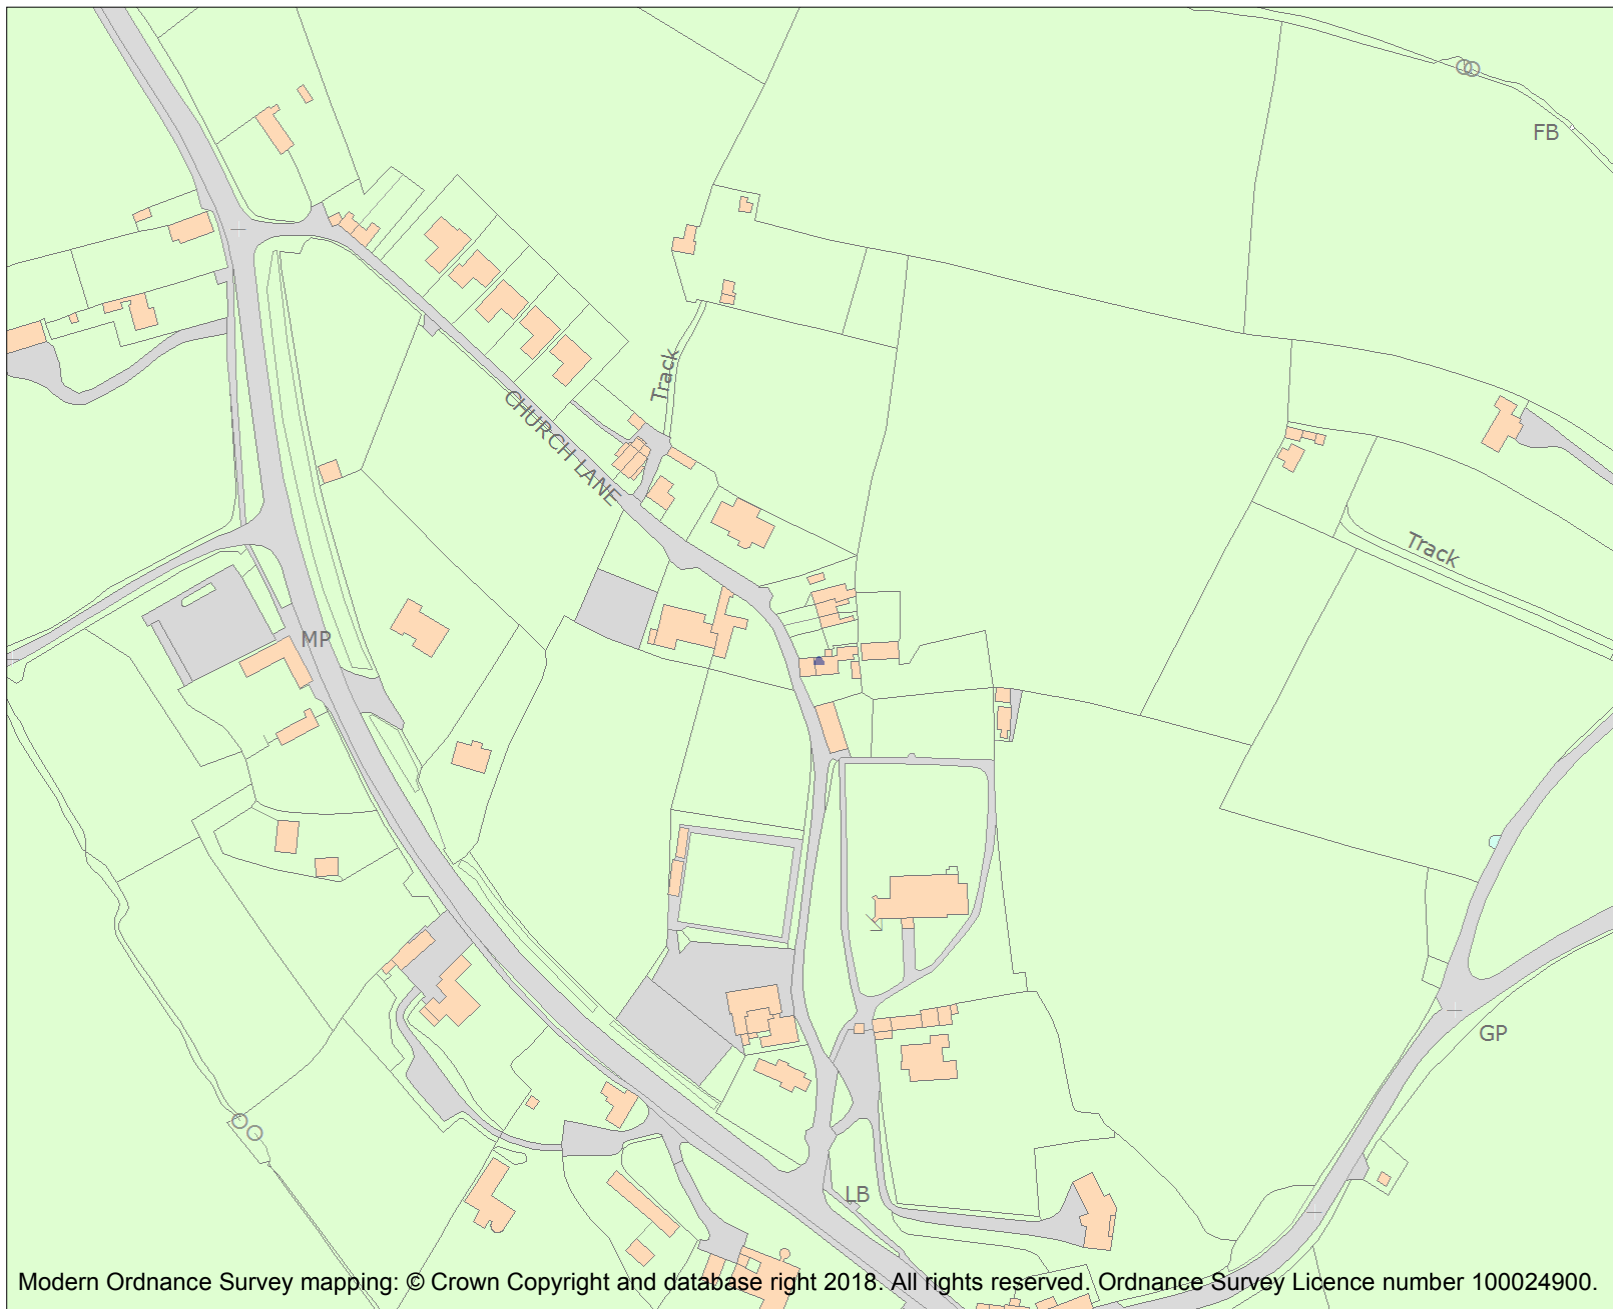 FB
Track
CHURCH LANE
Track
MP
GP
LB
Modern Ordnance Survey mapping: © Crown Copyright and database right 2018. All rights reserved. Ordnance Survey Licence number 100024900.